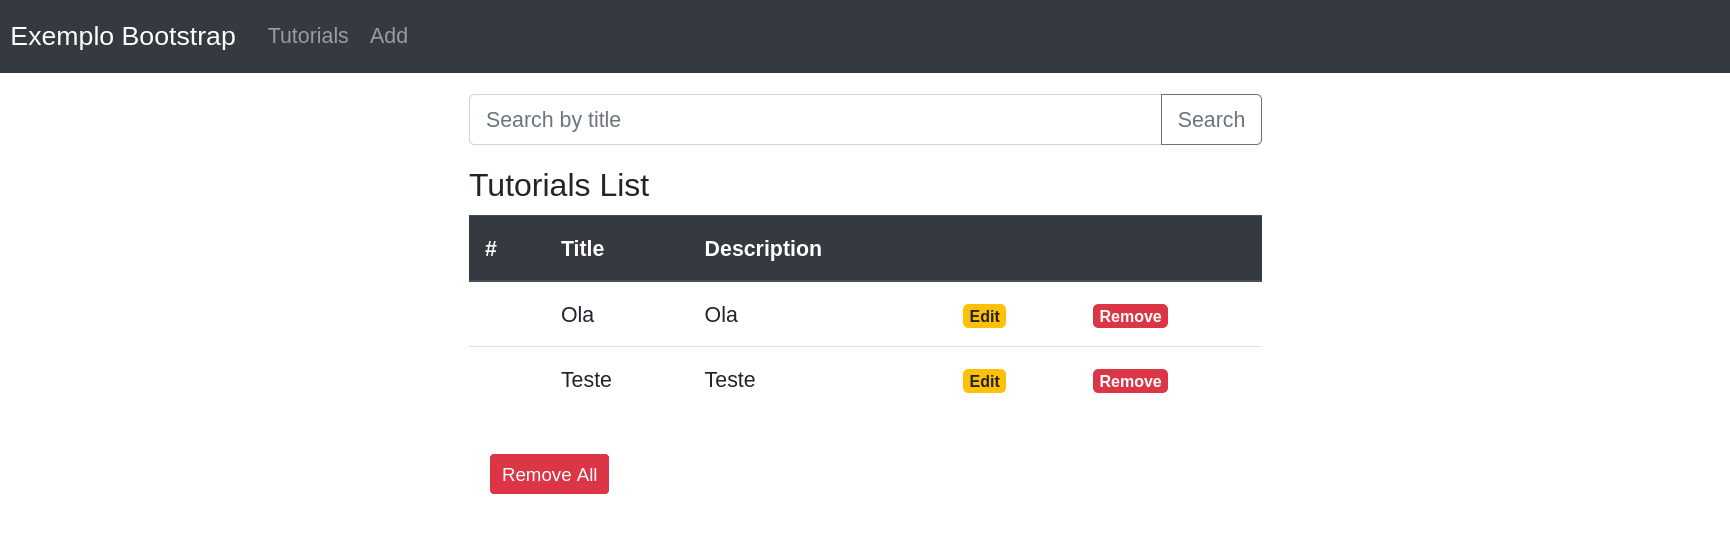 Exemplo Bootstrap Tutorials Add
Search by title Search
Tutorials List
# Title Description
Ola Ola Edit Remove
Teste Teste Edit Remove
Remove All